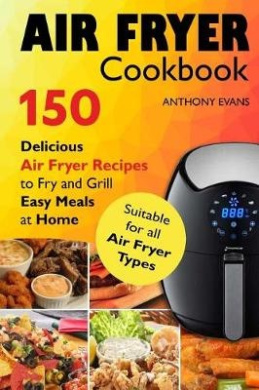 AIR FRYER
Cookbook
150
ANTHONY EVANS
Delicious
Air Fryer Recipes
to Fry and Grill
Easy Meals
at Home
Suitable
for all
Air Fryer
Types
888